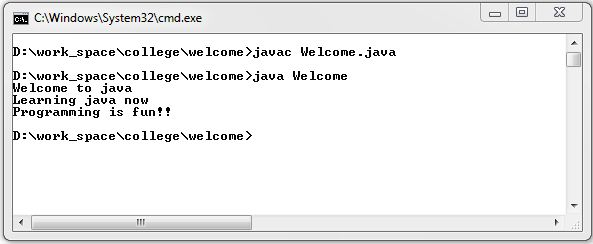 C:\Windows\System32\cmd.exe
D:\work_space\college\welcome>javac Welcome.java
D:\work_space\college\welcome>java Welcome
Welcome to java
Learning java now
Programming is fun!!
D:\work_space\college\welcome>